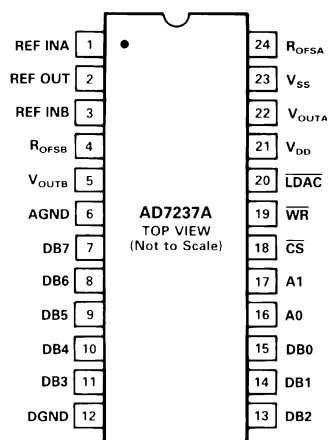 REF INA 1
REF OUT 2
REF INB 3
ROFSB 4
VOUTB 5
AGND 6
DB7 7
DB6 8
DB5 9
DB4 10
DB3 11
DGND 12
AD7237A
TOP VIEW
(Not to Scale)
24 ROFSA
23 VSS
22 VOUTA
21 VDD
20 LDAC
19 WR
18 CS
17 A1
16 A0
15 DB0
14 DB1
13 DB2